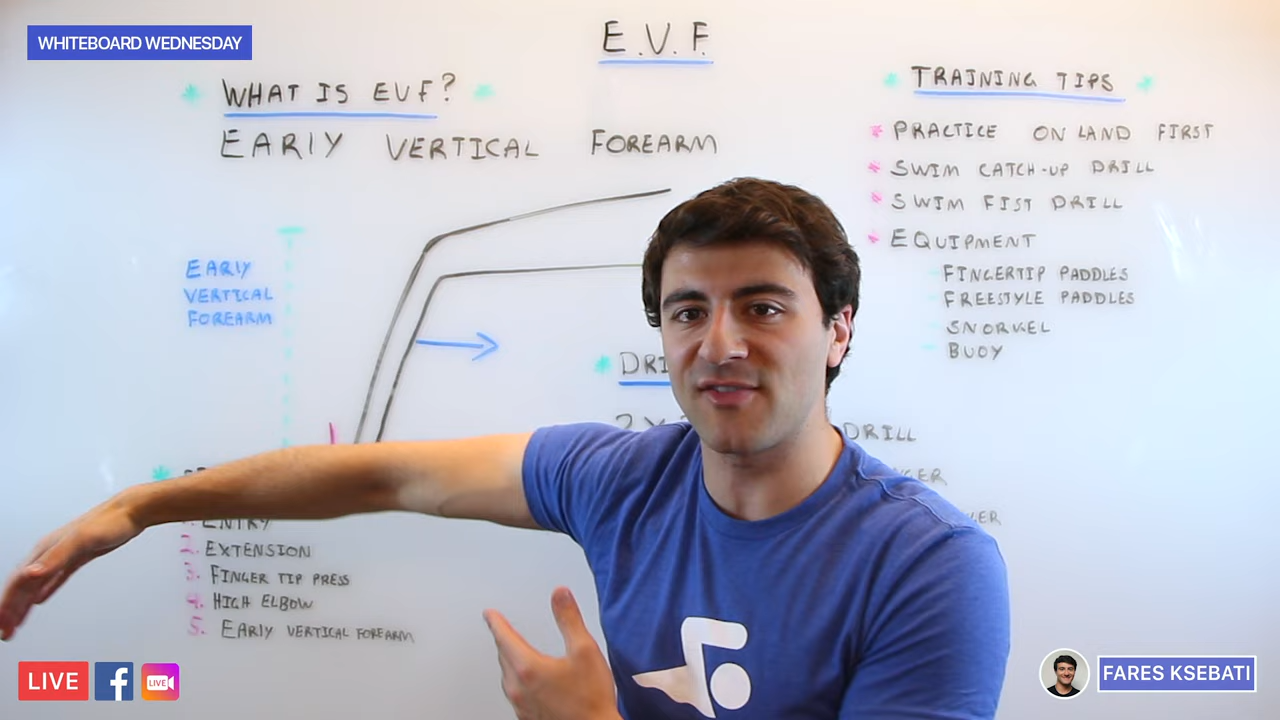 WHITEBOARD WEDNESDAY
E.V.F.
WHAT IS EVF?
EARLY VERTICAL FOREARM
EARLY
VERTICAL
FOREARM
ENTRY
2. EXTENSION
3. FINGER TIP PRESS
4. HIGH ELBOW
5. EARLY VERTICAL FOREARM
TRAINING TIPS
PRACTICE ON LAND FIRST
SWIM CATCH-UP DRILL
SWIM FIST DRILL
EQUIPMENT
FINGERTIP PADDLES
FREESTYLE PADDLES
SNORKEL
BUOY
DRILL
LIVE
LIVE
FARES KSEBATI